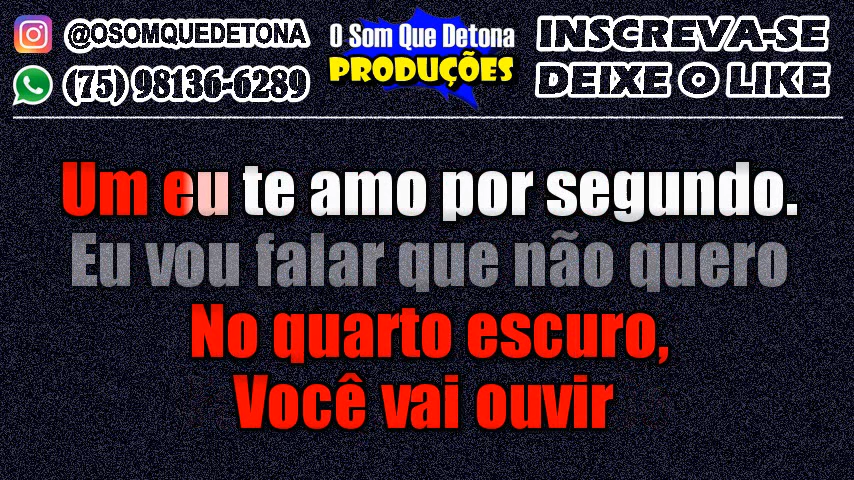 @OSOMQUEDETONA
(75) 98136-6289
O Som Que Detona
PRODUÇÕES
INSCREVA-SE
DEIXE O LIKE
Um eu te amo por segundo.
Eu vou falar que não quero
No quarto escuro,
Você vai ouvir